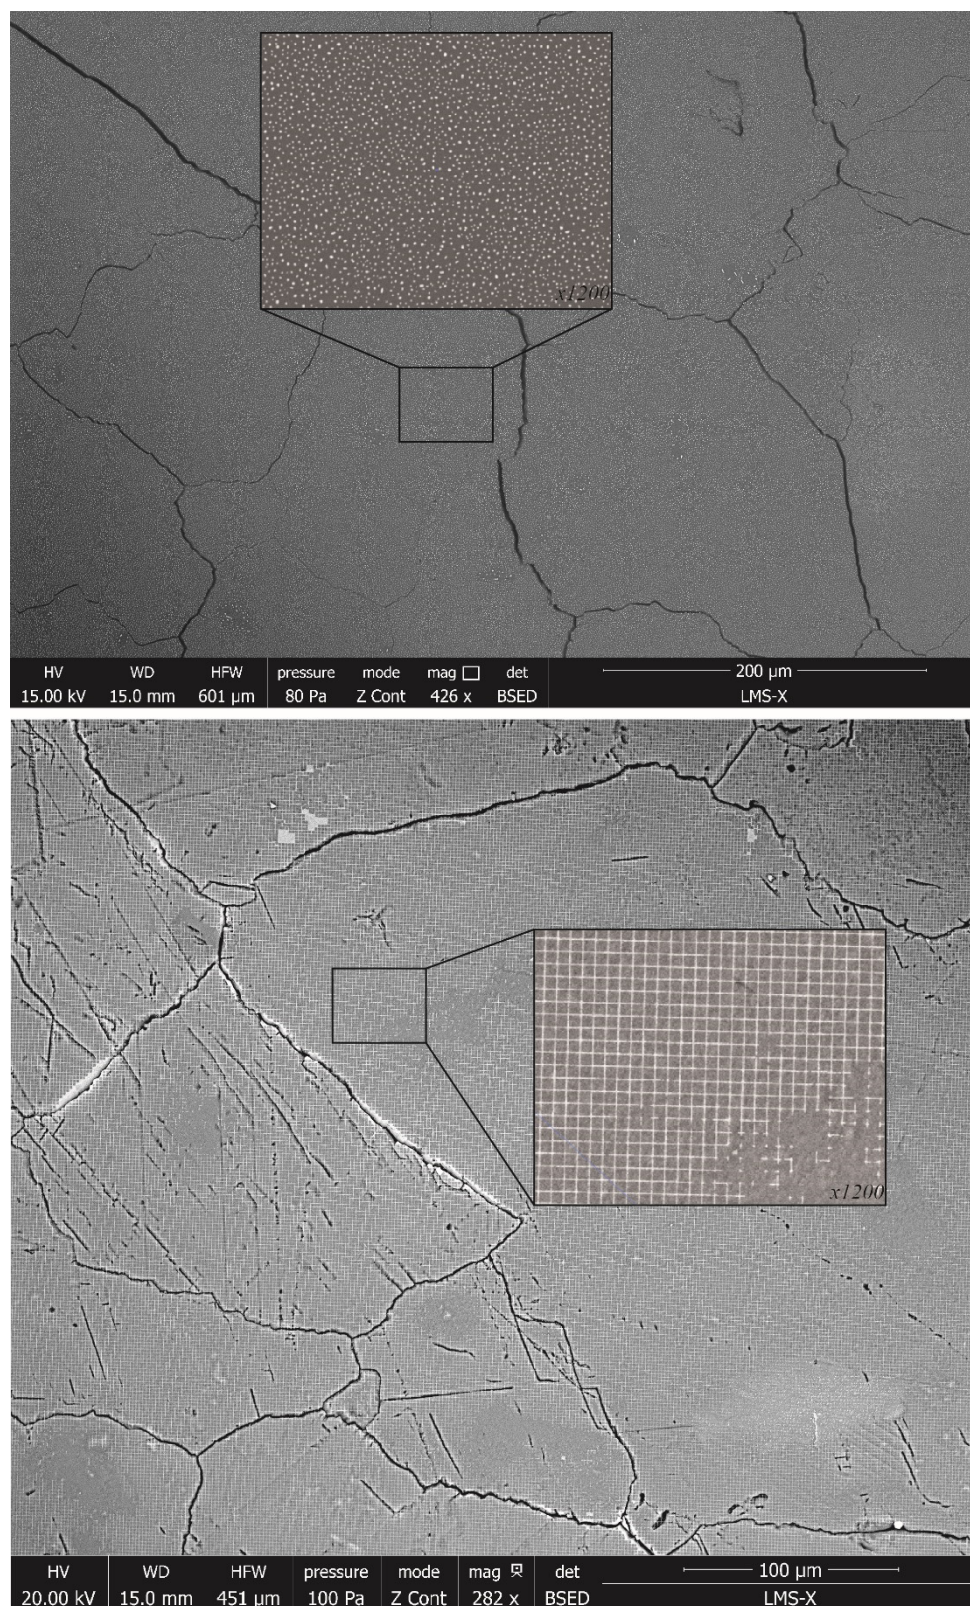 x1200
HV WD HFW pressure mode mag det 200 µm
15.00 kV 15.0 mm 601 µm 80 Pa Z Cont 426 x BSED LMS-X
x1200
HV WD HFW pressure mode mag det 100 µm
20.00 kV 15.0 mm 451 µm 100 Pa Z Cont 282 x BSED LMS-X